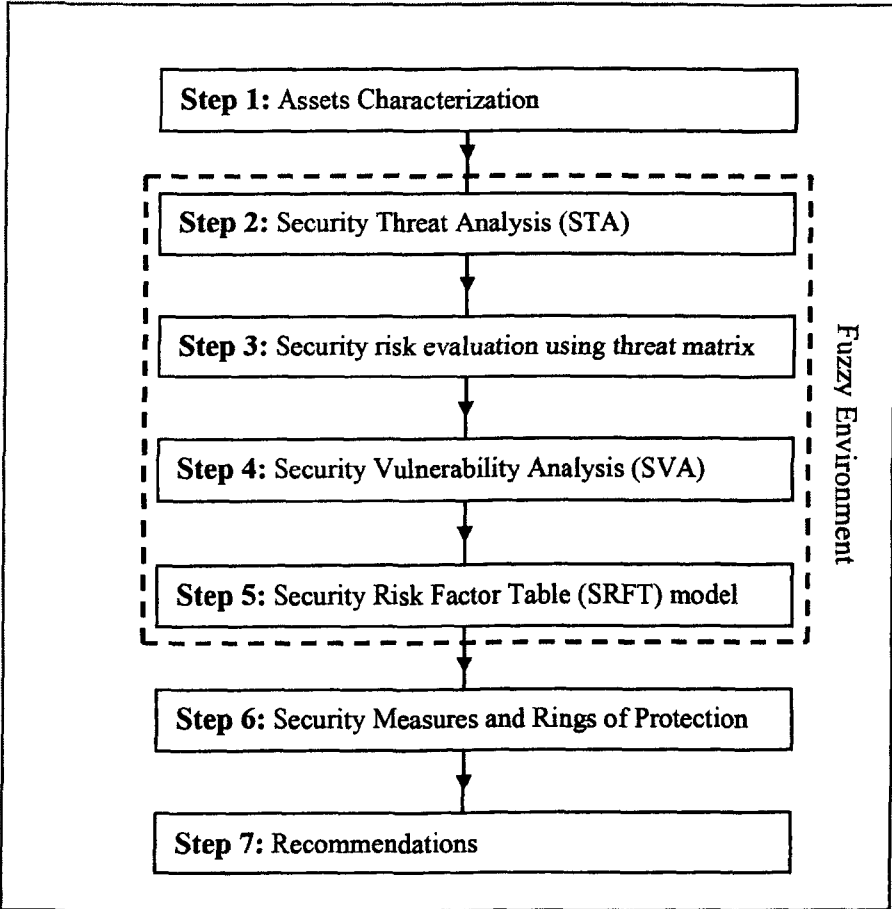 Step 1: Assets Characterization
Step 2: Security Threat Analysis (STA)
Step 3: Security risk evaluation using threat matrix
Step 4: Security Vulnerability Analysis (SVA)
Step 5: Security Risk Factor Table (SRFT) model
Fuzzy Environment
Step 6: Security Measures and Rings of Protection
Step 7: Recommendations